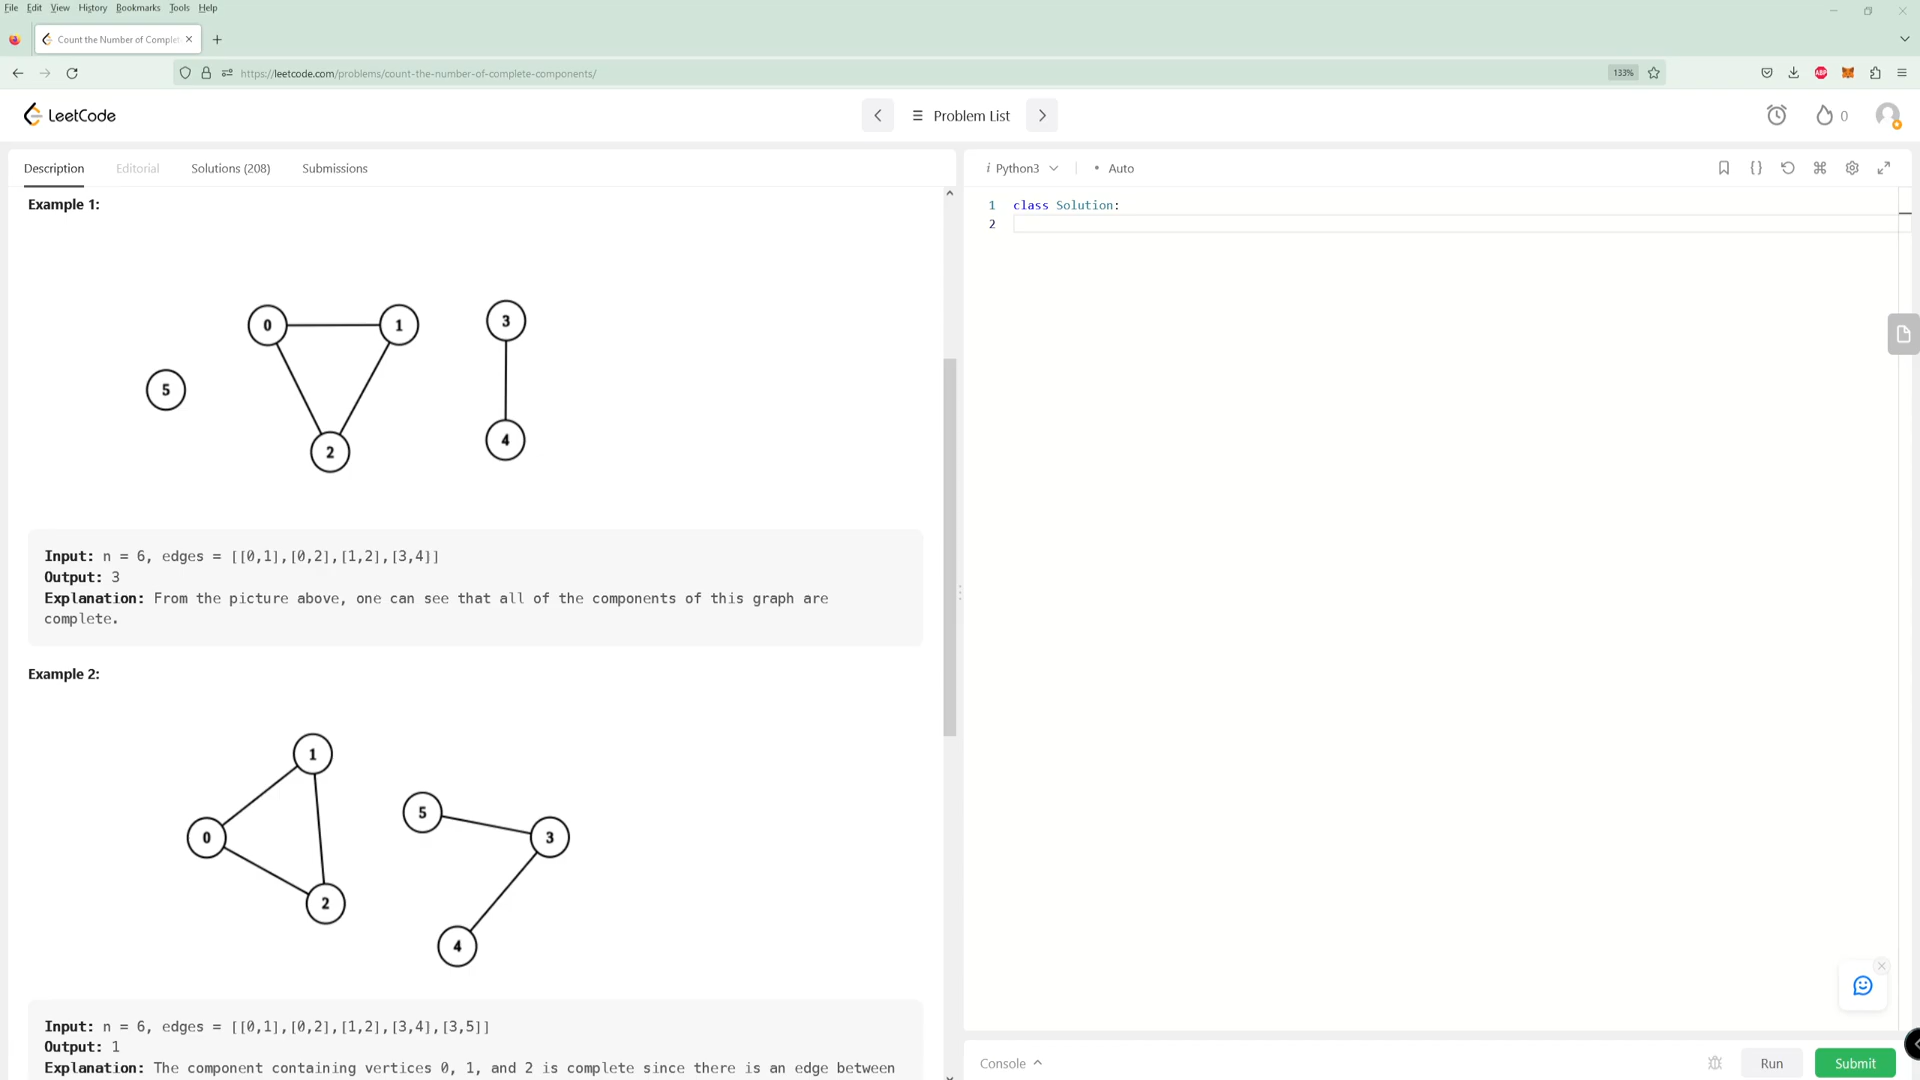 File Edit View History Bookmarks Tools Help
Count the Number of Complet
https://leetcode.com/problems/count-the-number-of-complete-components/
133%
ABP
LeetCode
Problem List
0
Description Editorial Solutions (208) Submissions
i Python3 • Auto
Example 1:
1 class Solution:
2
0 1 3
5
2 4
Input: n = 6, edges = [[0,1],[0,2],[1,2],[3,4]]
Output: 3
Explanation: From the picture above, one can see that all of the components of this graph are
complete.
Example 2:
1
5
0 3
2
4
Input: n = 6, edges = [[0,1],[0,2],[1,2],[3,4],[3,5]]
Output: 1
Explanation: The component containing vertices 0, 1, and 2 is complete since there is an edge between
Console Run Submit